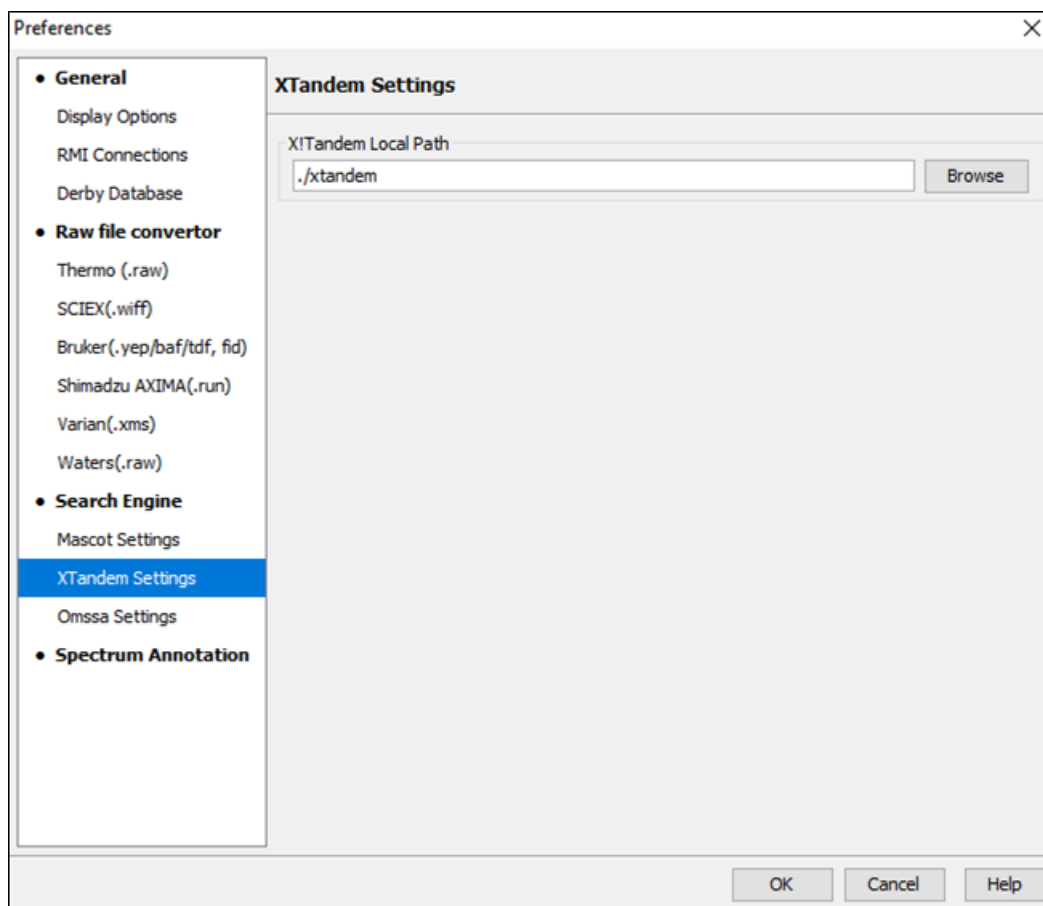 Preferences
• General
Display Options
RMI Connections
Derby Database
• Raw file convertor
Thermo (.raw)
SCIEX(.wiff)
Bruker(.yep/baf/tdf, fid)
Shimadzu AXIMA(.run)
Varian(.xms)
Waters(.raw)
• Search Engine
Mascot Settings
XTandem Settings
Omssa Settings
• Spectrum Annotation
XTandem Settings
X!Tandem Local Path
./xtandem Browse
OK Cancel Help